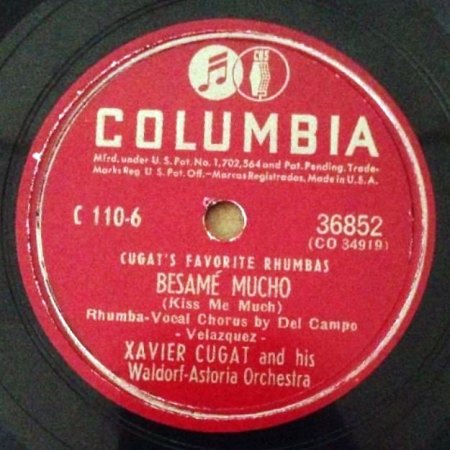 CBS
COLUMBIA
Mfrd. under U.S. Pat. No. 1,702,564 and Pat. Pending. Trade-
Marks Reg. U S. Pat. Off.—Marcas Registradas. Made in U.S.A.
C 110-6
36852
(CO 34919)
CUGAT'S FAVORITE RHUMBAS
BESAMÉ MUCHO
(Kiss Me Much)
Rhumba-Vocal Chorus by Del Campo
- Velazquez -
XAVIER CUGAT and his
Waldorf-Astoria Orchestra